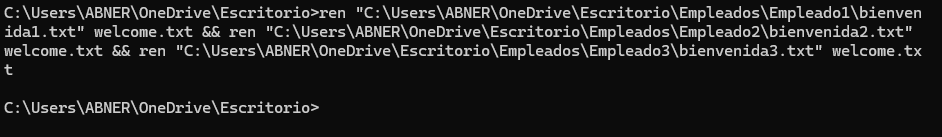 C:\Users\ABNER\OneDrive\Escritorio>ren "C:\Users\ABNER\OneDrive\Escritorio\Empleados\Empleado1\bienven
ida1.txt" welcome.txt && ren "C:\Users\ABNER\OneDrive\Escritorio\Empleados\Empleado2\bienvenida2.txt"
welcome.txt && ren "C:\Users\ABNER\OneDrive\Escritorio\Empleados\Empleado3\bienvenida3.txt" welcome.tx
t
C:\Users\ABNER\OneDrive\Escritorio>